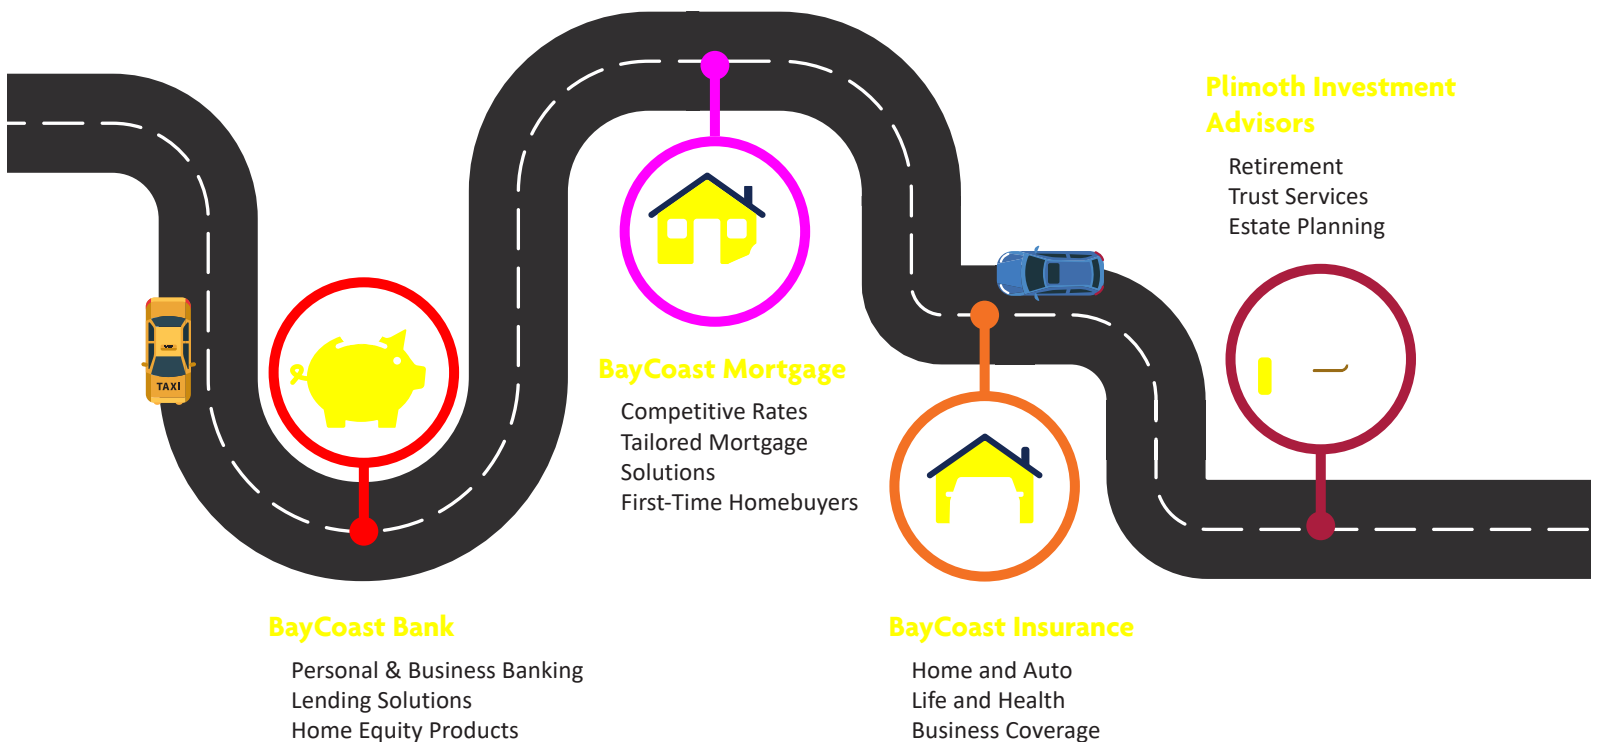 TAXI
BayCoast Bank
Personal & Business Banking
Lending Solutions
Home Equity Products
BayCoast Mortgage
Competitive Rates
Tailored Mortgage
Solutions
First-Time Homebuyers
BayCoast Insurance
Home and Auto
Life and Health
Business Coverage
Plimoth Investment
Advisors
Retirement
Trust Services
Estate Planning